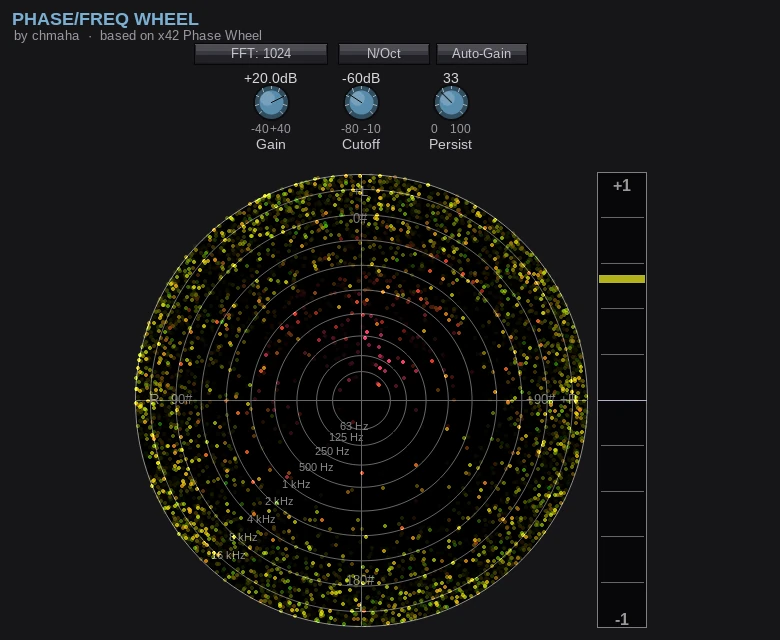 PHASE/FREQ WHEEL
by chmaha · based on x42 Phase Wheel
FFT: 1024
N/Oct
Auto-Gain
+20.0dB
-60dB
33
-40 +40
-80 -10
0 100
Gain
Cutoff
Persist
+1
0#
90#
+90#
63 Hz
125 Hz
250 Hz
500 Hz
1 kHz
2 kHz
4 kHz
8 kHz
16 kHz
180#
-1